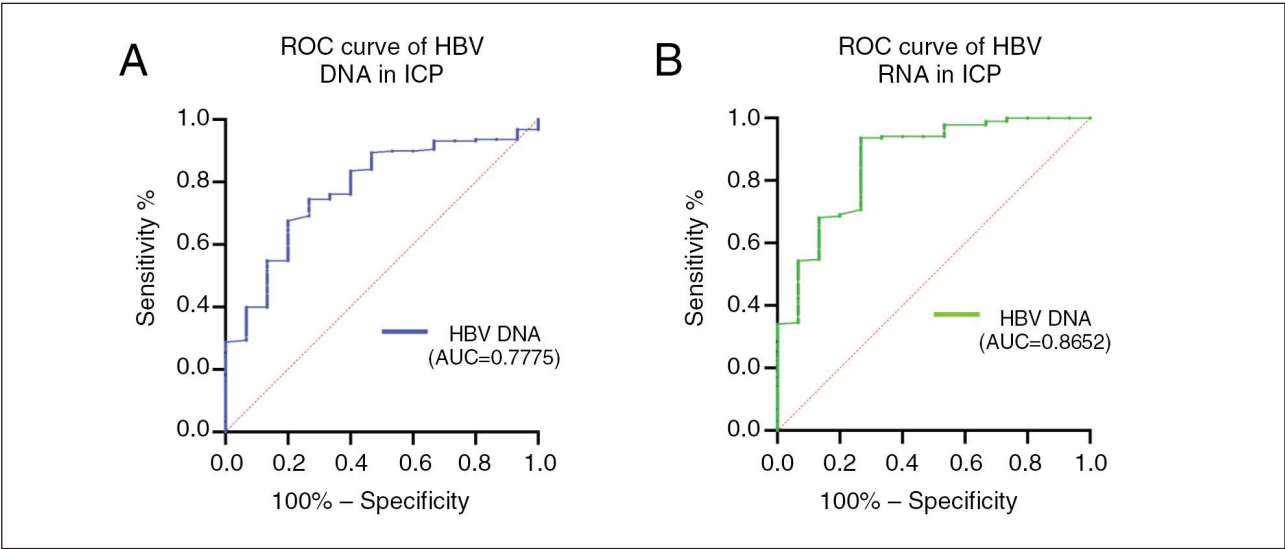 A
ROC curve of HBV
DNA in ICP
1.0
0.8
0.6
0.4
0.0
0.0
Sensitivity %
HBV DNA
(AUC=0.7775)
0.0 0.2 0.4 0.6 0.8 1.0
100% – Specificity
B
ROC curve of HBV
RNA in ICP
1.0
0.8
0.6
0.4
0.0
0.0
Sensitivity %
HBV DNA
(AUC=0.8652)
0.0 0.2 0.4 0.6 0.8 1.0
100% – Specificity